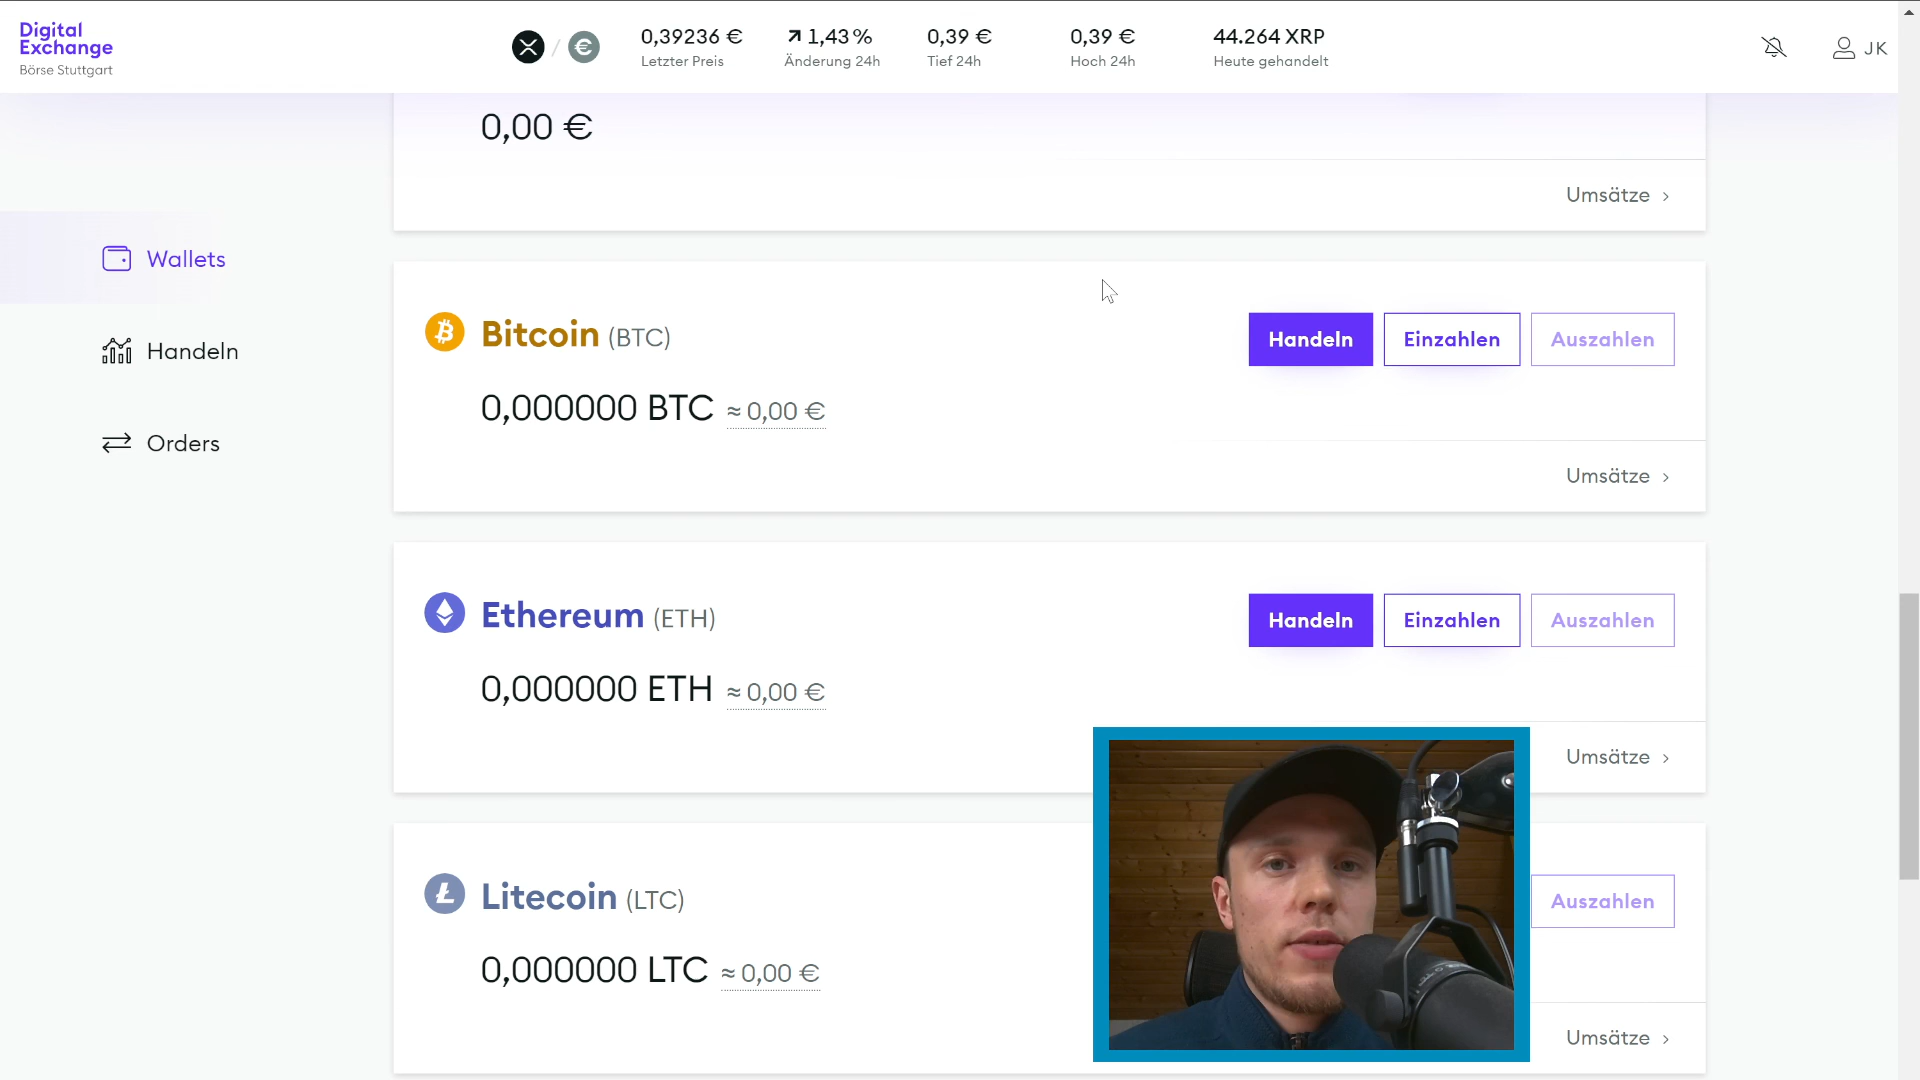 Digital
Exchange
Börse Stuttgart
0,39236 €
Letzter Preis
1,43 %
Änderung 24h
0,39 €
Tief 24h
0,39 €
Hoch 24h
44.264 XRP
Heute gehandelt
JK
Wallets
Handeln
Orders
0,00 €
Umsätze
Bitcoin (BTC)
Handeln
Einzahlen
Auszahlen
0,000000 BTC ≈ 0,00 €
Umsätze
Ethereum (ETH)
Handeln
Einzahlen
Auszahlen
0,000000 ETH ≈ 0,00 €
Umsätze
Litecoin (LTC)
Auszahlen
0,000000 LTC ≈ 0,00 €
Umsätze